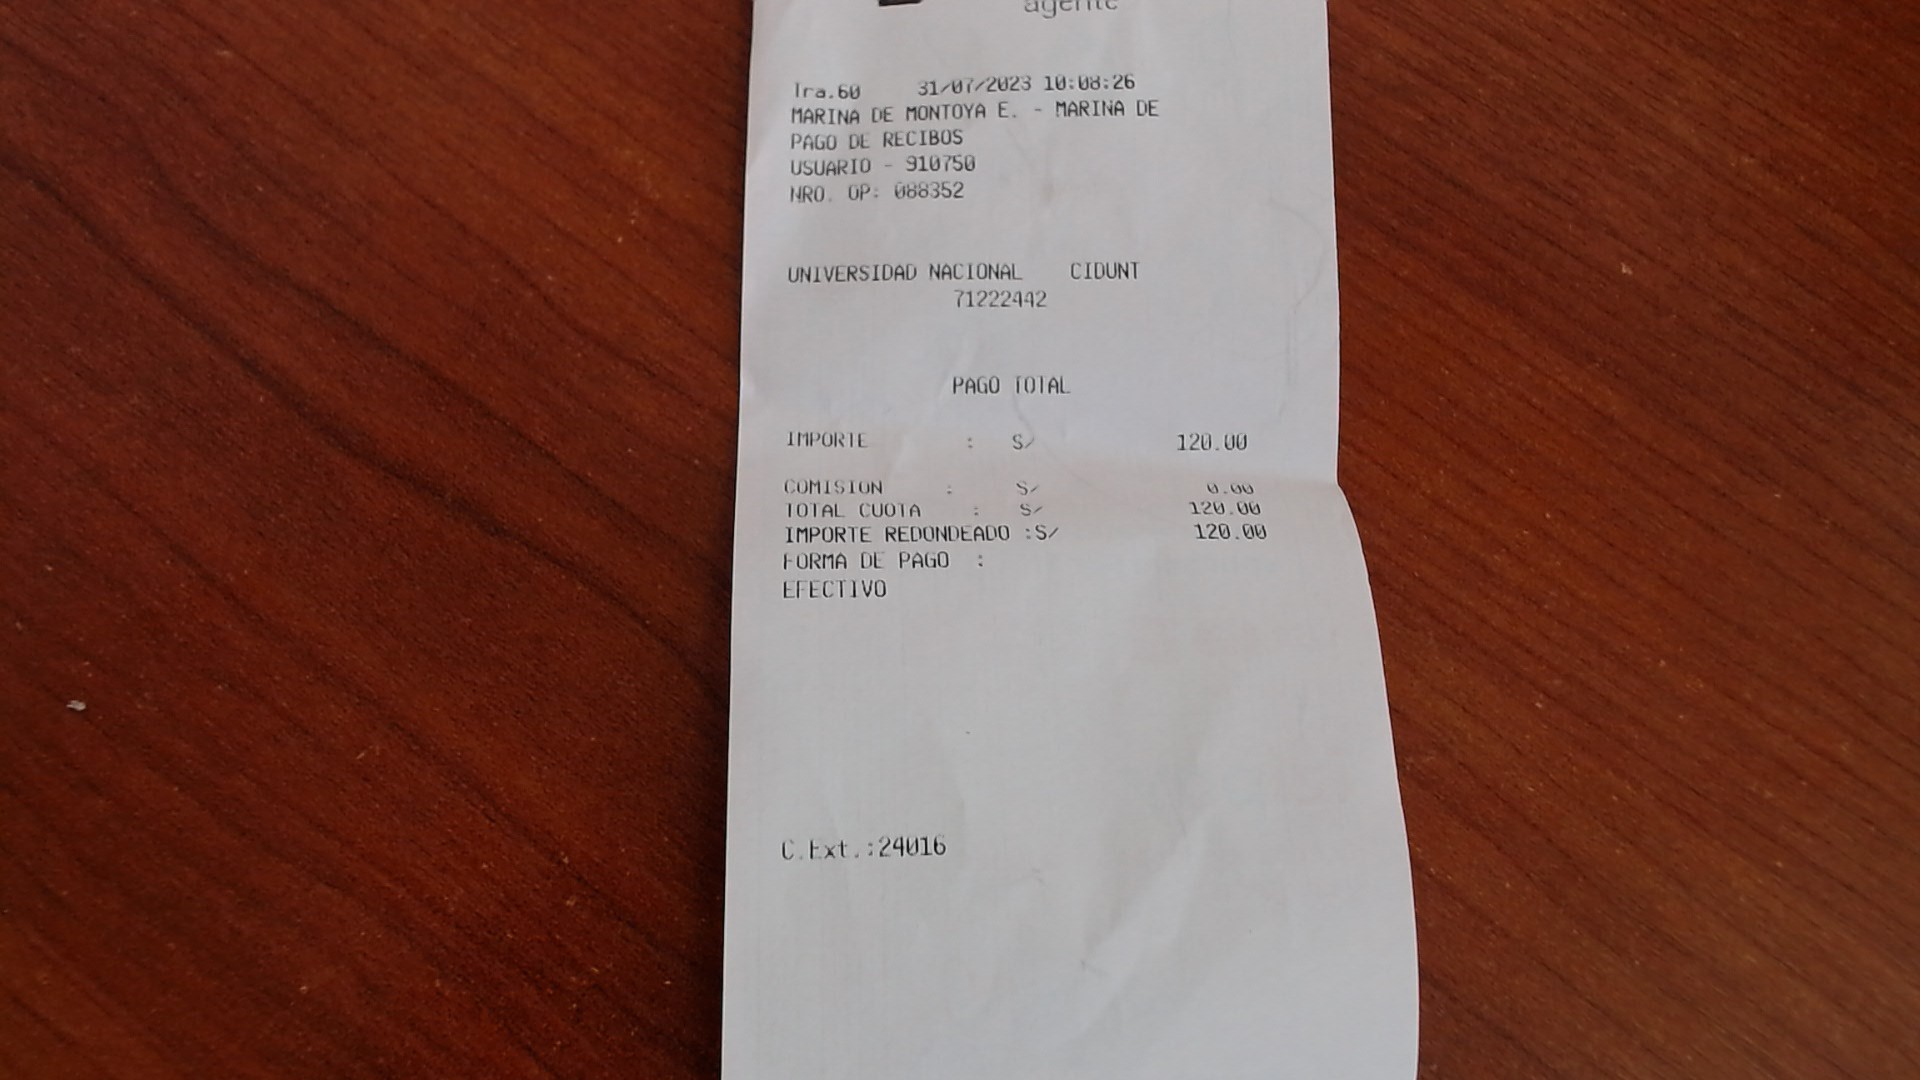 agente
Tra.60 31/07/2023 10:08:26
MARINA DE MONTOYA E. - MARINA DE
PAGO DE RECIBOS
USUARIO - 910750
NRO. OP: 088352
UNIVERSIDAD NACIONAL CIDUNT
71222442
PAGO TOTAL
IMPORTE : S/ 120.00
COMISION : S/ 0.00
TOTAL CUOTA : S/ 120.00
IMPORTE REDONDEADO :S/ 120.00
FORMA DE PAGO :
EFECTIVO
C.Ext.:24016